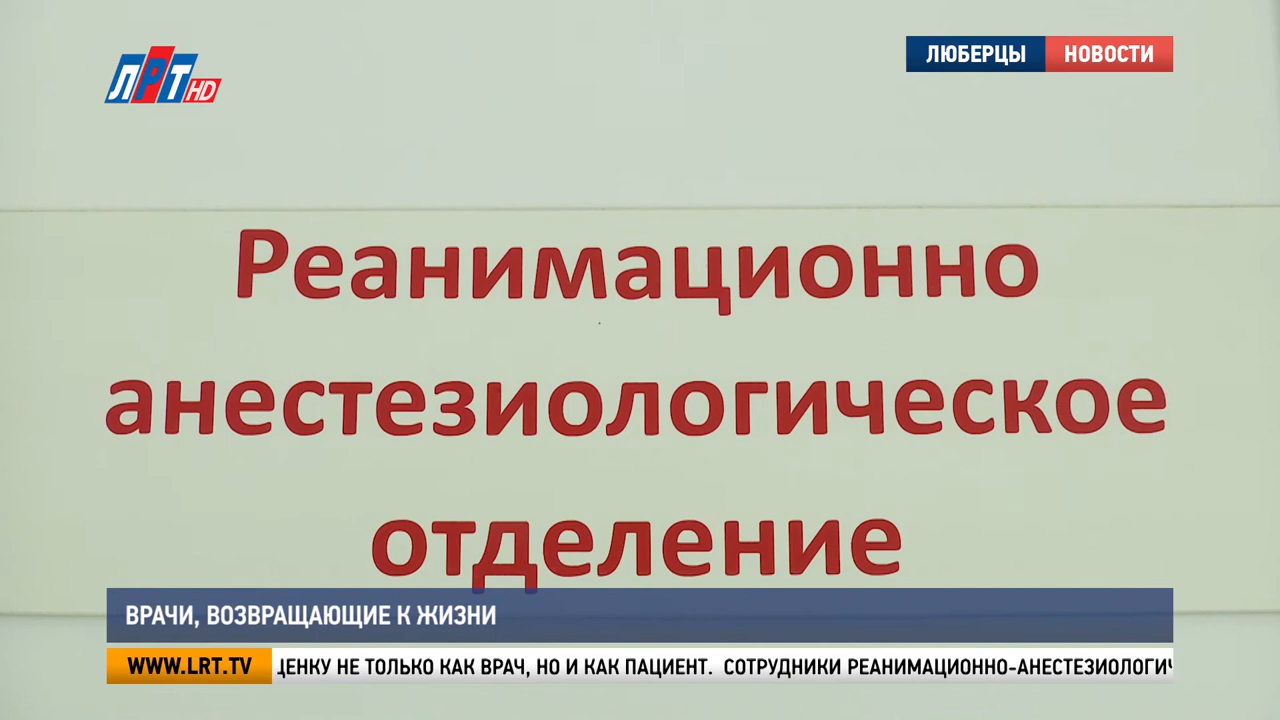 ЛРТ HD
ЛЮБЕРЦЫ НОВОСТИ
Реанимационно
анестезиологическое
отделение
ВРАЧИ, ВОЗВРАЩАЮЩИЕ К ЖИЗНИ
WWW.LRT.TV НЕ ТОЛЬКО КАК ВРАЧ, НО И КАК ПАЦИЕНТ. СОТРУДНИКИ